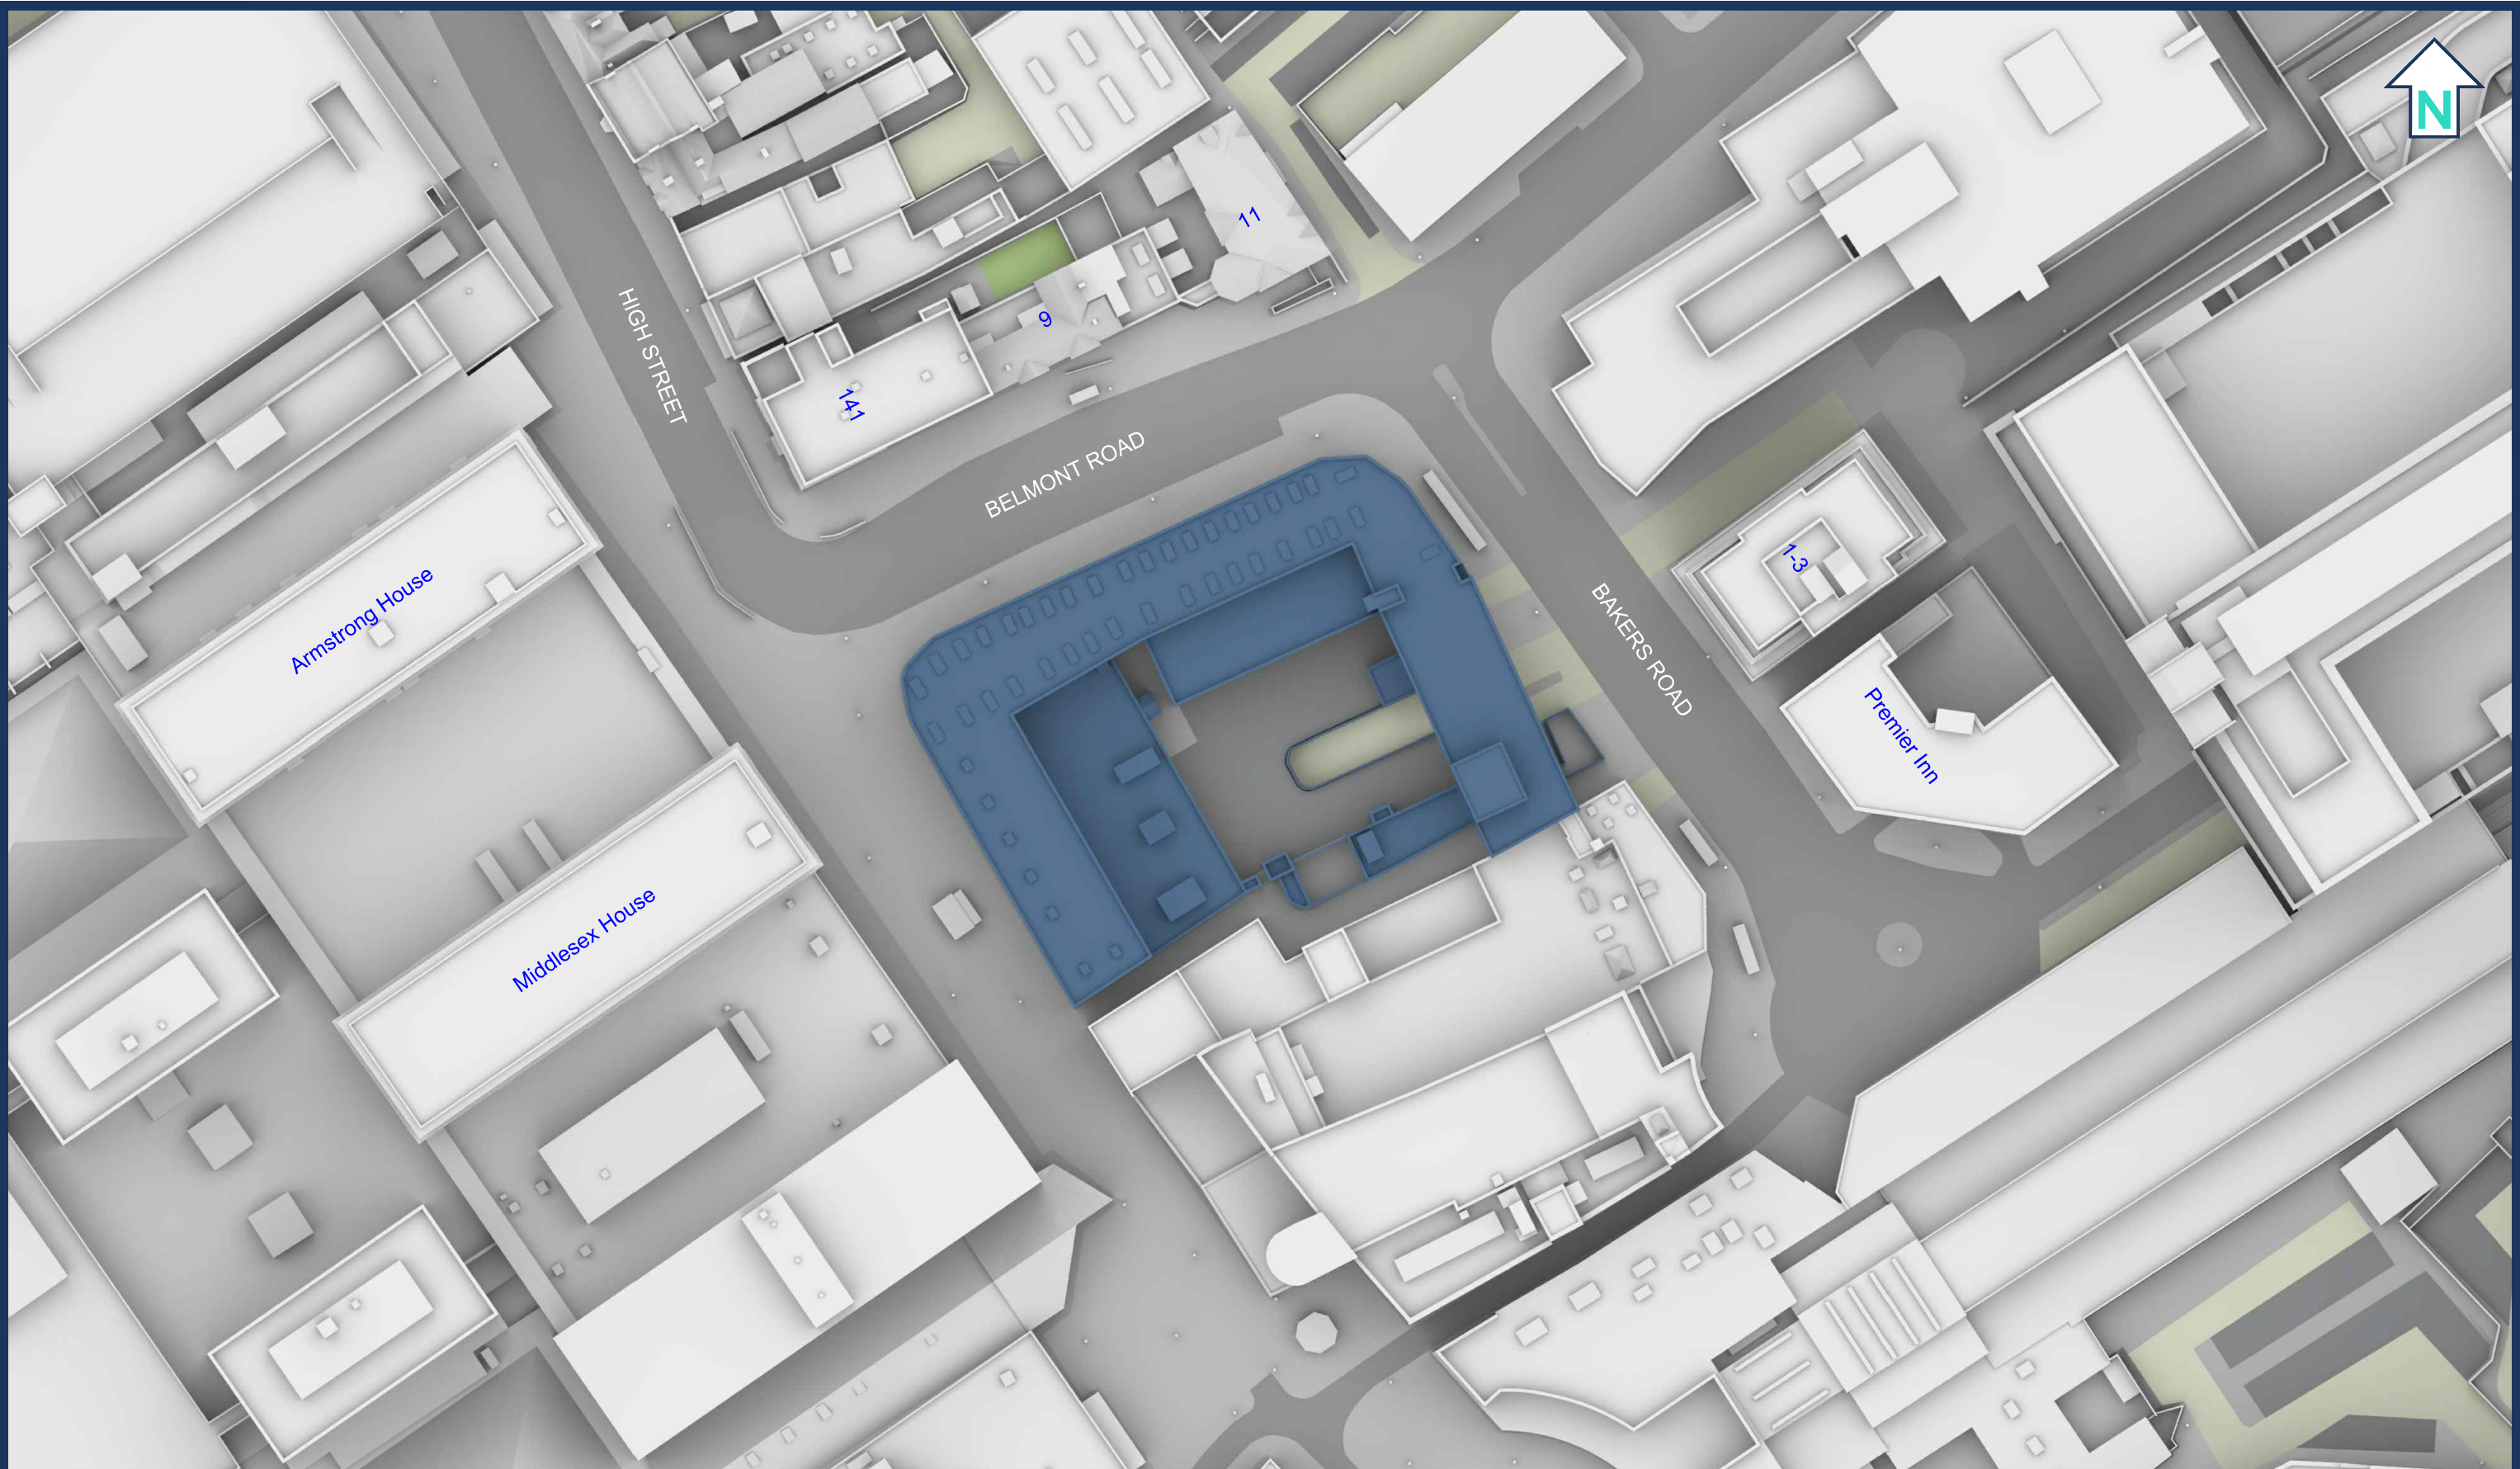 N
11
HIGH STREET
9
141
BELMONT ROAD
1-3
Armstrong House
BAKERS ROAD
Premier Inn
Middlesex House